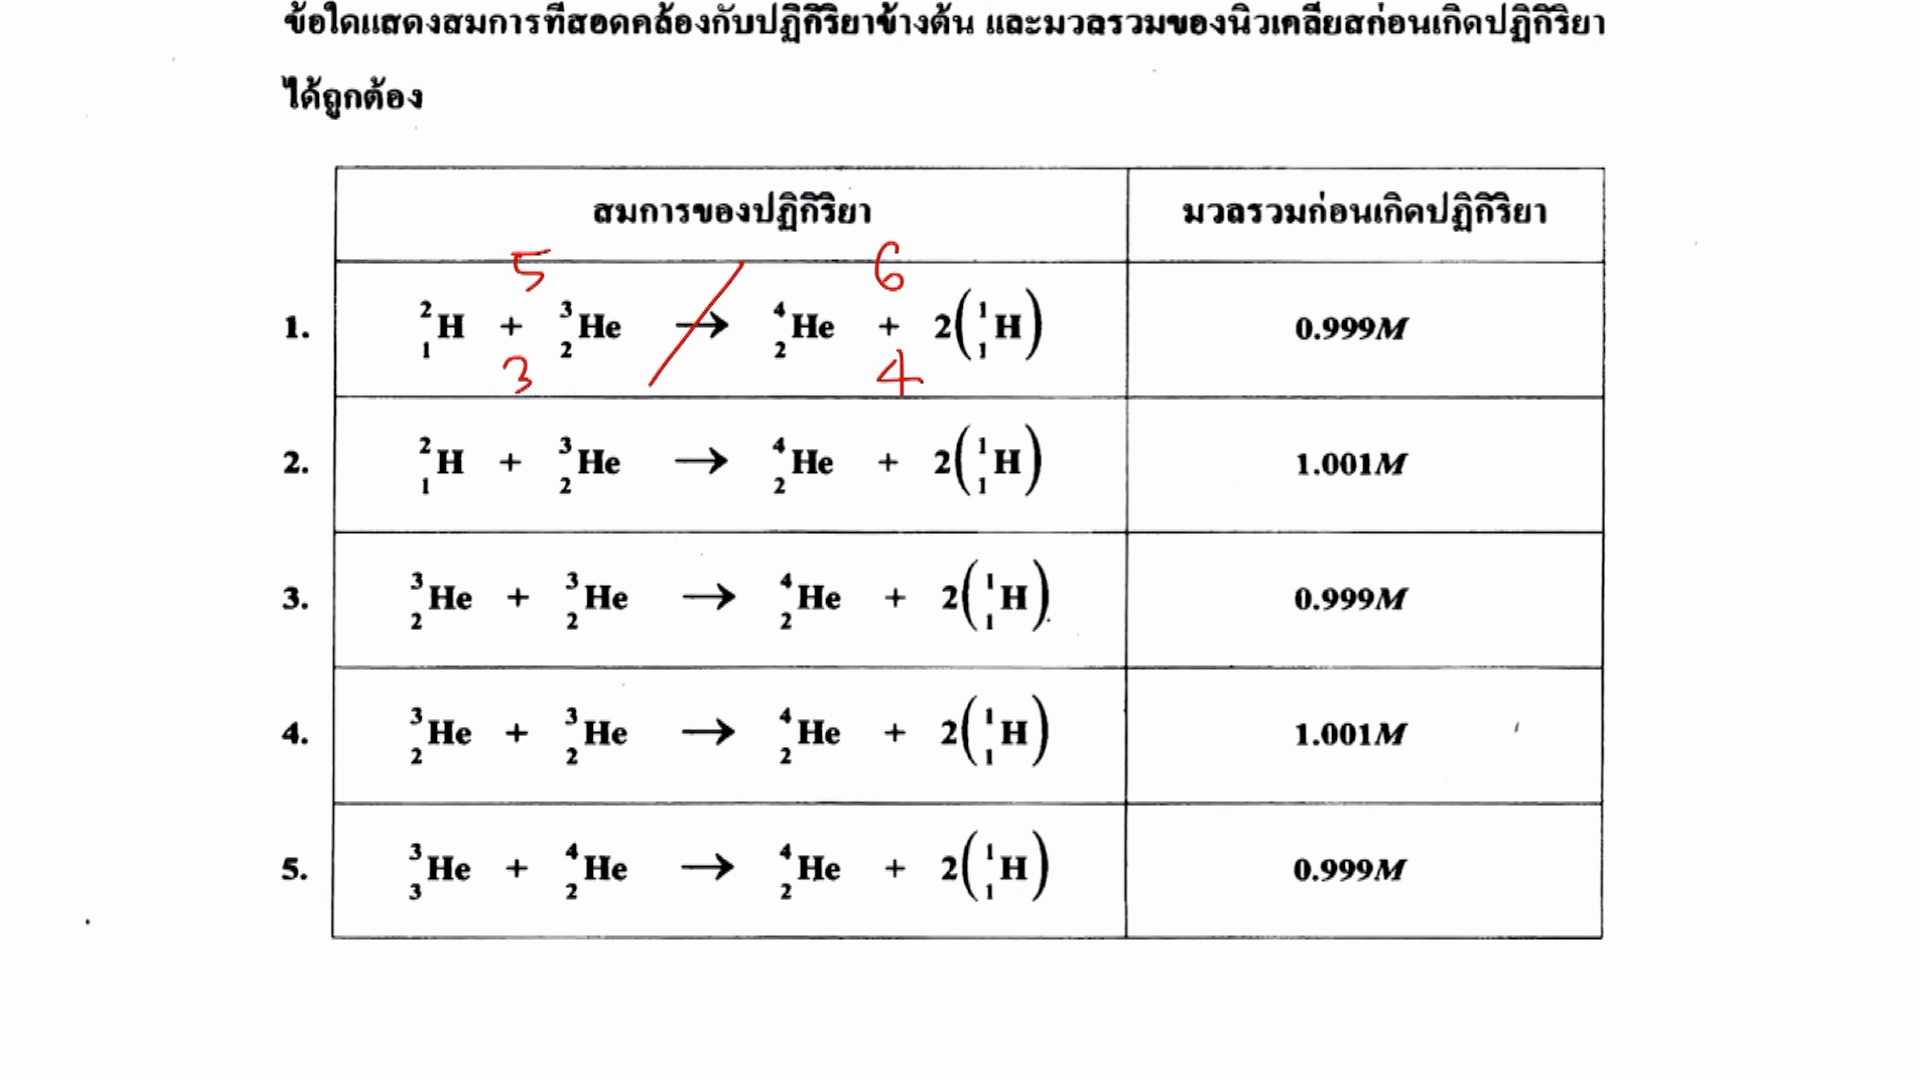 ข้อใดแสดงสมการที่สอดคล้องกับปฏิกิริยาข้างต้น และมวลรวมของนิวเคลียสก่อนเกิดปฏิกิริยา
ได้ถูกต้อง
สมการของปฏิกิริยา มวลรวมก่อนเกิดปฏิกิริยา
5 6
1. ²₁H + ³₂He → ⁴₂He + 2(¹₁H) 0.999M
3 4
2. ²₁H + ³₂He → ⁴₂He + 2(¹₁H) 1.001M
3. ³₂He + ³₂He → ⁴₂He + 2(¹₁H) 0.999M
4. ³₂He + ³₂He → ⁴₂He + 2(¹₁H) 1.001M
5. ³₃He + ⁴₂He → ⁴₂He + 2(¹₁H) 0.999M